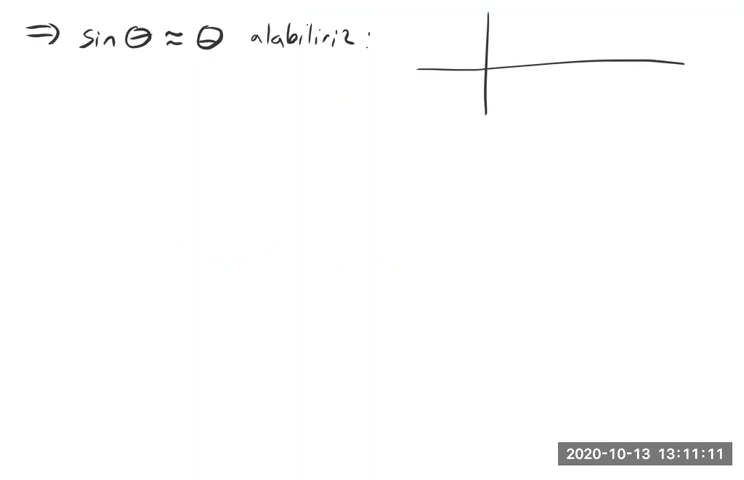 ⇒ sin θ ≈ θ alabiliriz :
2020-10-13 13:11:11